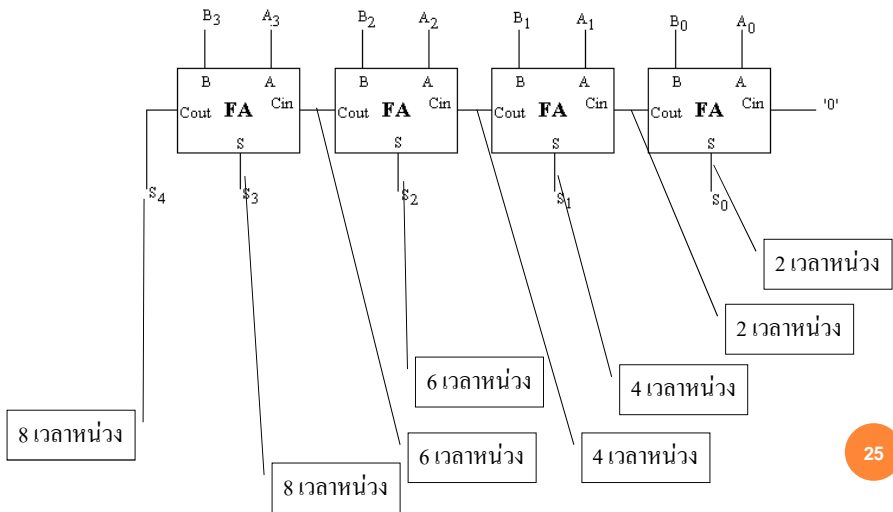 B3 A3 B2 A2 B1 A1 B0 A0
B A B A B A B A
Cout FA Cin Cout FA Cin Cout FA Cin Cout FA Cin '0'
S S S S
S4 S3 S2 S1 S0
2 เวลาหน่วง
2 เวลาหน่วง
6 เวลาหน่วง
4 เวลาหน่วง
8 เวลาหน่วง
6 เวลาหน่วง
4 เวลาหน่วง
25
8 เวลาหน่วง